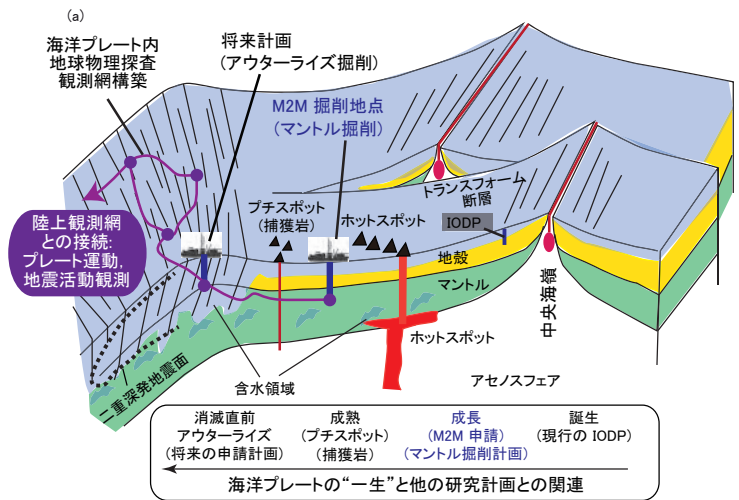 (a)
海洋プレート内
地球物理探査
観測網構築
将来計画
(アウターライズ掘削)
M2M 掘削地点
(マントル掘削)
トランスフォーム
断層
プチスポット
(捕獲岩)
ホットスポット
IODP
陸上観測網
との接続:
プレート運動,
地震活動観測
地殻
マントル
中央海嶺
ホットスポット
二重深発地震面
含水領域
アセノスフェア
消滅直前
アウターライズ
(将来の申請計画)
成熟
(プチスポット)
(捕獲岩)
成長
(M2M 申請)
(マントル掘削計画)
誕生
(現行の IODP)
海洋プレートの“一生”と他の研究計画との関連